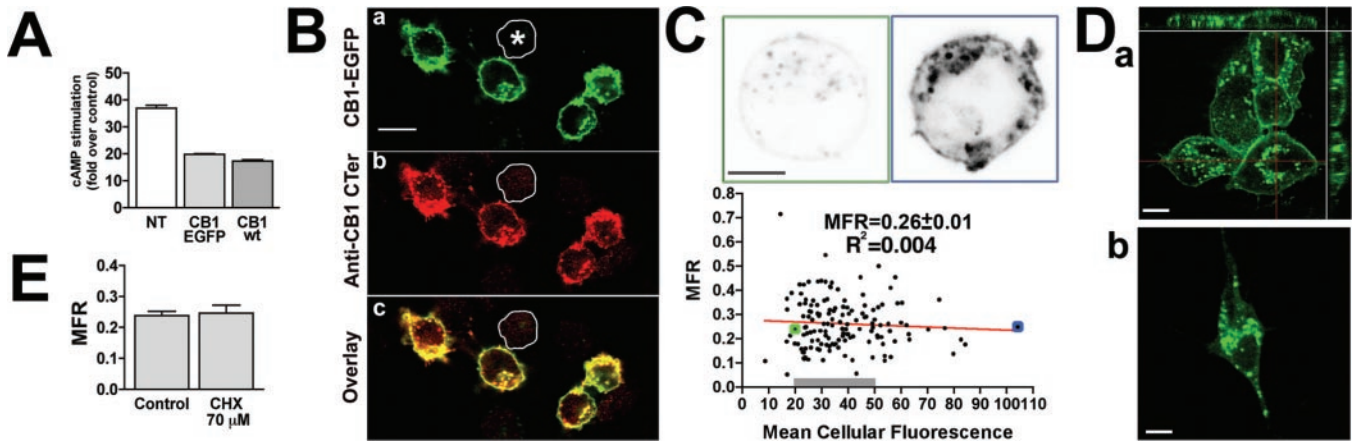 A
cAMP stimulation
(fold over control)
50
40
30
20
10
0
NT
CB1
EGFP
CB1
wt
E
MFR
0.4
0.3
0.2
0.1
0.0
Control
CHX
70 µM
B
a
*
CB1-EGFP
b
Anti-CB1 CTer
c
Overlay
C
MFR=0.26±0.01
R²=0.004
MFR
0.8
0.7
0.6
0.5
0.4
0.3
0.2
0.1
0.0
0 10 20 30 40 50 60 70 80 90 100 110
Mean Cellular Fluorescence
D
a
b